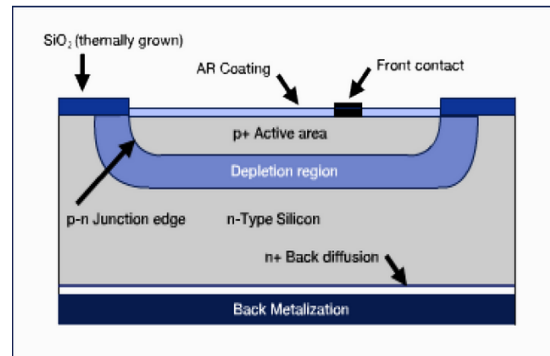 SiO₂ (thermally grown)
AR Coating
Front contact
p+ Active area
Depletion region
p-n Junction edge
n-Type Silicon
n+ Back diffusion
Back Metalization